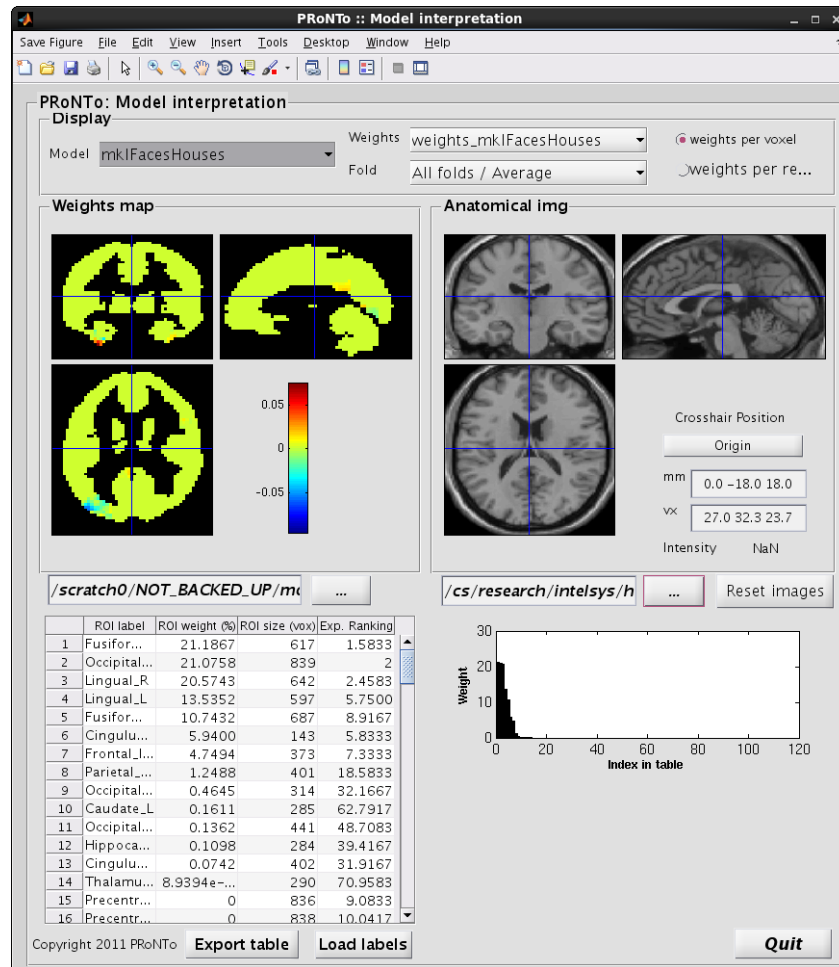 PRoNTo :: Model interpretation
Save Figure File Edit View Insert Tools Desktop Window Help
PRoNTo: Model interpretation
Display
Model mklFacesHouses
Weights weights_mklFacesHouses
weights per voxel
Fold All folds / Average
weights per re...
Weights map
0.05
0
-0.05
Anatomical img
Crosshair Position
Origin
mm 0.0 -18.0 18.0
vx 27.0 32.3 23.7
Intensity NaN
/scratch0/NOT_BACKED_UP/
...
/cs/research/intelsys/h
...
Reset images
ROI label ROI weight (%) ROI size (vox) Exp. Ranking
1 Fusifor... 21.1867 617 1.5833
2 Occipital... 21.0758 839 2
3 Lingual_R 20.5743 642 2.4583
4 Lingual_L 13.5352 597 5.7500
5 Fusifor... 10.7432 687 8.9167
6 Cingulu... 5.9400 143 5.8333
7 Frontal_I... 4.7494 373 7.3333
8 Parietal_... 1.2488 401 18.5833
9 Occipital... 0.4645 314 32.1667
10 Caudate_L 0.1611 285 62.7917
11 Occipital... 0.1362 441 48.7083
12 Hippoca... 0.1098 284 39.4167
13 Cingulu... 0.0742 402 31.9167
14 Thalamu... 8.9394e-... 290 70.9583
15 Precentr... 0 836 9.0833
16 Precentr... 0 838 10.0417
Weight
30
20
10
0
0 20 40 60 80 100 120
Index in table
Copyright 2011 PRoNTo
Export table
Load labels
Quit